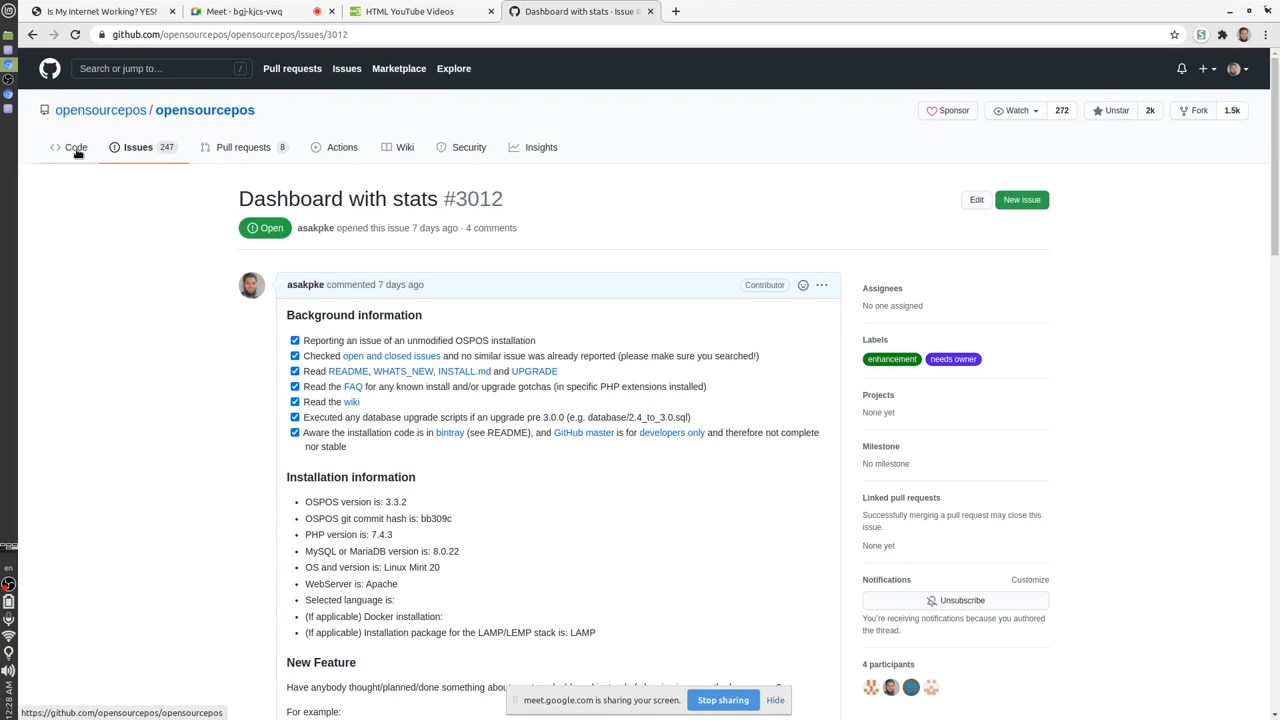 Is My Internet Working? YES!
Meet - bgj-kjcs-vwq
HTML YouTube Videos
Dashboard with stats · Issue #
github.com/opensourcepos/opensourcepos/issues/3012
Search or jump to…
/
Pull requests
Issues
Marketplace
Explore
opensourcepos / opensourcepos
Sponsor
Watch
272
Unstar
2k
Fork
1.5k
Code
Issues 247
Pull requests 8
Actions
Wiki
Security
Insights
Dashboard with stats #3012
Edit
New issue
Open
asakpke opened this issue 7 days ago · 4 comments
asakpke commented 7 days ago
Contributor
Background information
Reporting an issue of an unmodified OSPOS installation
Checked open and closed issues and no similar issue was already reported (please make sure you searched!)
Read README, WHATS_NEW, INSTALL.md and UPGRADE
Read the FAQ for any known install and/or upgrade gotchas (in specific PHP extensions installed)
Read the wiki
Executed any database upgrade scripts if an upgrade pre 3.0.0 (e.g. database/2.4_to_3.0.sql)
Aware the installation code is in bintray (see README), and GitHub master is for developers only and therefore not complete
nor stable
Installation information
• OSPOS version is: 3.3.2
• OSPOS git commit hash is: bb309c
• PHP version is: 7.4.3
• MySQL or MariaDB version is: 8.0.22
• OS and version is: Linux Mint 20
• WebServer is: Apache
• Selected language is:
• (If applicable) Docker installation:
• (If applicable) Installation package for the LAMP/LEMP stack is: LAMP
New Feature
Have anybody thought/planned/done something abou
For example:
Assignees
No one assigned
Labels
enhancement
needs owner
Projects
None yet
Milestone
No milestone
Linked pull requests
Successfully merging a pull request may close this
issue.
None yet
Notifications
Customize
Unsubscribe
You're receiving notifications because you authored
the thread.
4 participants
meet.google.com is sharing your screen.
Stop sharing
Hide
https://github.com/opensourcepos/opensourcepos
en
12:28 AM